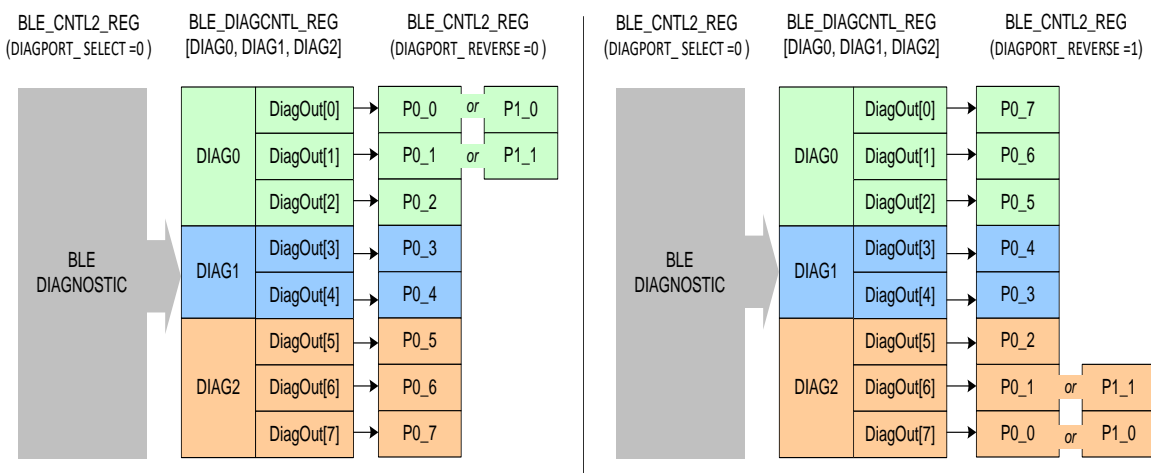 BLE_CNTL2_REG
(DIAGPORT_SELECT =0)
BLE_DIAGCNTL_REG
[DIAG0, DIAG1, DIAG2]
BLE_CNTL2_REG
(DIAGPORT_REVERSE =0)
BLE
DIAGNOSTIC
DIAG0
DiagOut[0] P0_0 or P1_0
DiagOut[1] P0_1 or P1_1
DiagOut[2] P0_2
DIAG1
DiagOut[3] P0_3
DiagOut[4] P0_4
DIAG2
DiagOut[5] P0_5
DiagOut[6] P0_6
DiagOut[7] P0_7
BLE_CNTL2_REG
(DIAGPORT_SELECT =0)
BLE_DIAGCNTL_REG
[DIAG0, DIAG1, DIAG2]
BLE_CNTL2_REG
(DIAGPORT_REVERSE =1)
BLE
DIAGNOSTIC
DIAG0
DiagOut[0] P0_7
DiagOut[1] P0_6
DiagOut[2] P0_5
DIAG1
DiagOut[3] P0_4
DiagOut[4] P0_3
DIAG2
DiagOut[5] P0_2
DiagOut[6] P0_1 or P1_1
DiagOut[7] P0_0 or P1_0